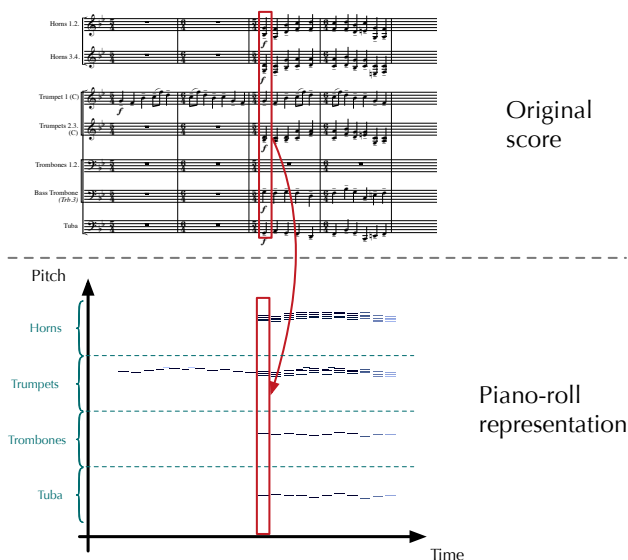 Horns 1.2.
Horns 3.4.
Trumpet 1 (C)
f
Trumpets 2.3.
(C)
Trombones 1.2.
Bass Trombone
(Trb.3)
Tuba
f
f
f
f
f
Original
score
Pitch
Horns
Trumpets
Trombones
Tuba
Time
Piano-roll
representation